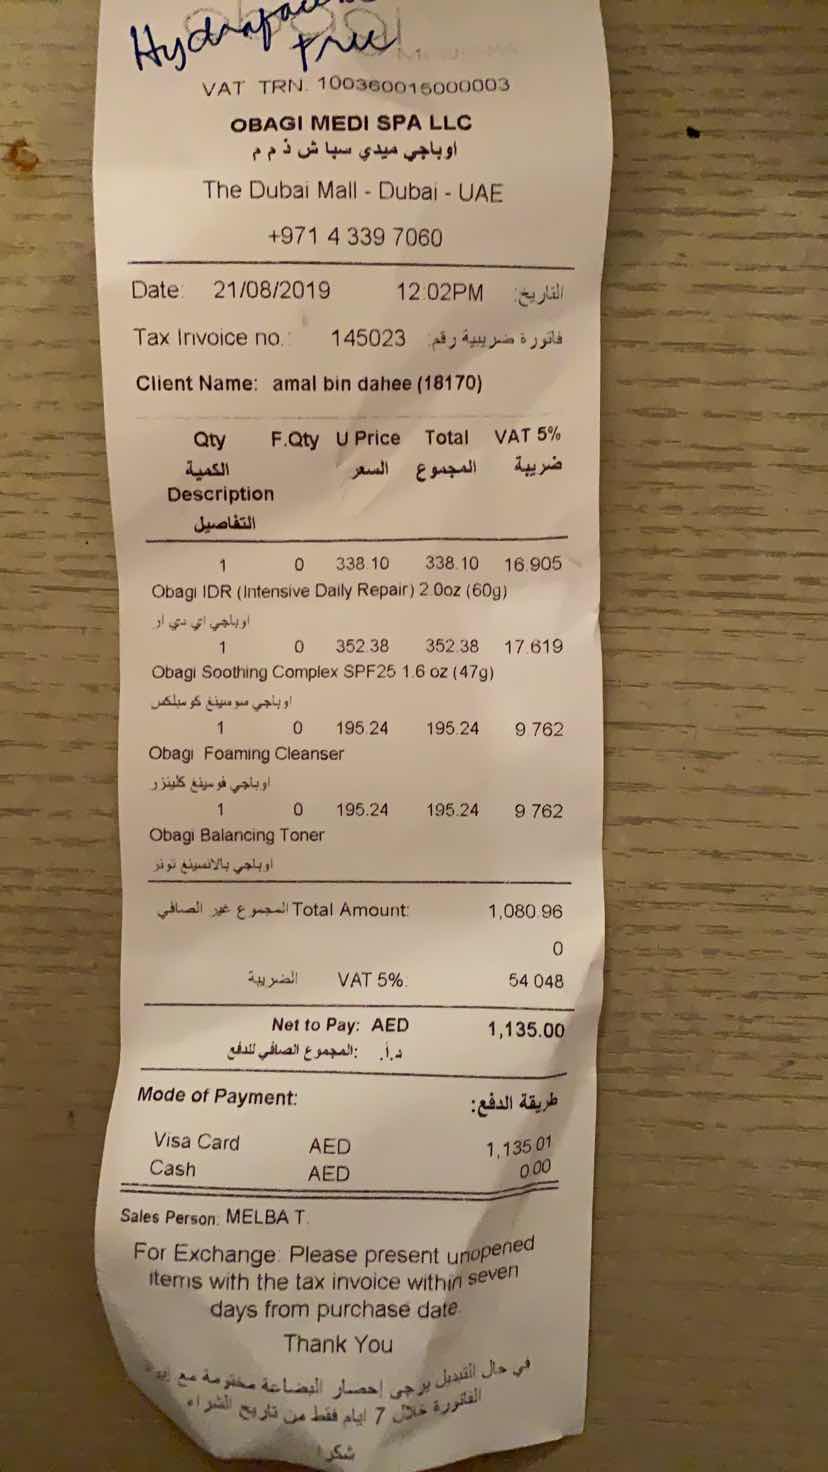 Hydrafacial
free
VAT TRN. 100360015000003
OBAGI MEDI SPA LLC
اوباجي ميدي سبا ش ذ م م
The Dubai Mall - Dubai - UAE
+971 4 339 7060
Date: 21/08/2019 12:02PM التاريخ:
Tax Invoice no.: 145023 فاتورة ضريبية رقم:
Client Name: amal bin dahee (18170)
Qty F.Qty U Price Total VAT 5%
الكمية السعر المجموع ضريبة
Description
التفاصيل
1 0 338.10 338.10 16.905
Obagi IDR (Intensive Daily Repair) 2.0oz (60g)
اوباجي اي دي ار
1 0 352.38 352.38 17.619
Obagi Soothing Complex SPF25 1.6 oz (47g)
اوباجي سوسينغ كومبلكس
1 0 195.24 195.24 9.762
Obagi Foaming Cleanser
اوباجي فوسينغ كلينزر
1 0 195.24 195.24 9.762
Obagi Balancing Toner
اوباجي بالانسينغ تونر
المجموع غير الصافي Total Amount: 1,080.96
0
الضريبة VAT 5%: 54.048
Net to Pay: AED 1,135.00
المجموع الصافي للدفع: د.أ.
Mode of Payment: طريقة الدفع:
Visa Card AED 1,135.01
Cash AED 0.00
Sales Person: MELBA T.
For Exchange: Please present unopened
items with the tax invoice within seven
days from purchase date.
Thank You
في حال التبديل يرجى إحضار البضاعة مختومة مع
الفاتورة خلال 7 ايام فقط من تاريخ الشراء
شكرا